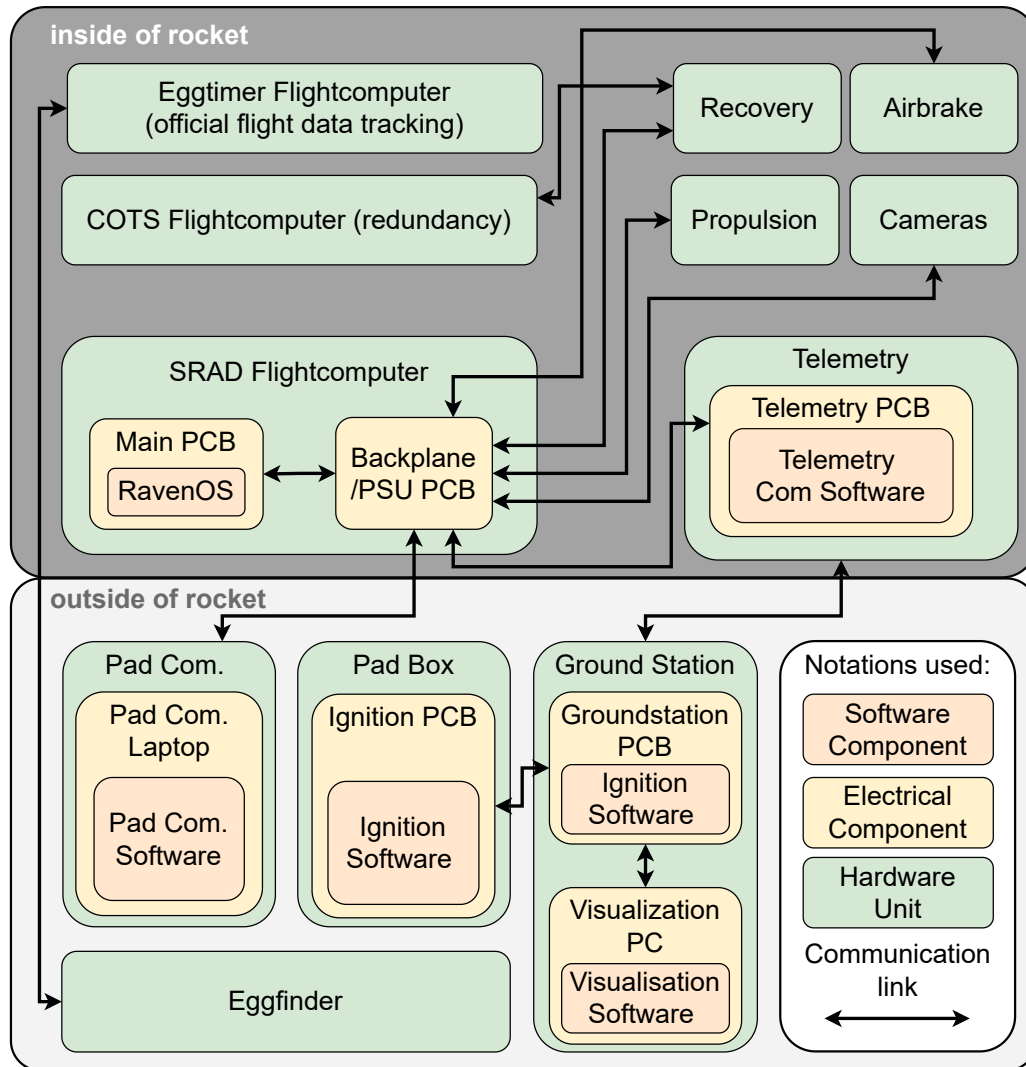 inside of rocket
Eggtimer Flightcomputer
(official flight data tracking)
Recovery
Airbrake
COTS Flightcomputer (redundancy)
Propulsion
Cameras
SRAD Flightcomputer
Main PCB
RavenOS
Backplane
/PSU PCB
Telemetry
Telemetry PCB
Telemetry
Com Software
outside of rocket
Pad Com.
Pad Com.
Laptop
Pad Com.
Software
Pad Box
Ignition PCB
Ignition
Software
Ground Station
Groundstation
PCB
Ignition
Software
Visualization
PC
Visualisation
Software
Eggfinder
Notations used:
Software
Component
Electrical
Component
Hardware
Unit
Communication
link